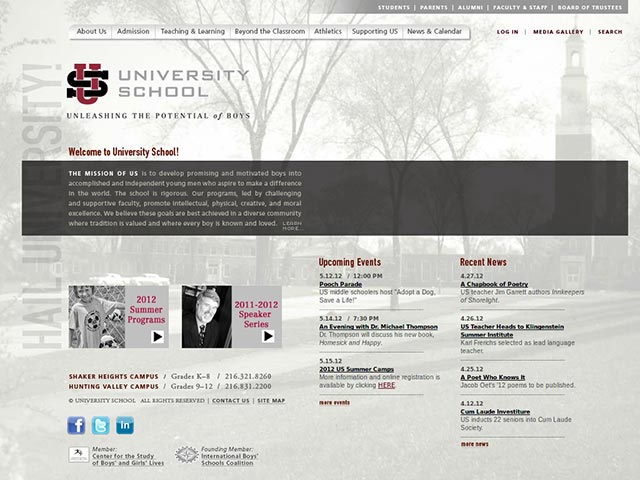 STUDENTS | PARENTS | ALUMNI | FACULTY & STAFF | BOARD OF TRUSTEES
About Us Admission Teaching & Learning Beyond the Classroom Athletics Supporting US News & Calendar
LOG IN | MEDIA GALLERY | SEARCH
HAIL UNIVERSITY!
US UNIVERSITY
SCHOOL
UNLEASHING THE POTENTIAL of BOYS
Welcome to University School!
THE MISSION OF US is to develop promising and motivated boys into
accomplished and independent young men who aspire to make a difference
in the world. The school is rigorous. Our programs, led by challenging
and supportive faculty, promote intellectual, physical, creative, and moral
excellence. We believe these goals are best achieved in a diverse community
where tradition is valued and where every boy is known and loved. LEARN
MORE...
2012
Summer
Programs
2011-2012
Speaker
Series
SHAKER HEIGHTS CAMPUS / Grades K–8 / 216.321.8260
HUNTING VALLEY CAMPUS / Grades 9–12 / 216.831.2200
© UNIVERSITY SCHOOL ALL RIGHTS RESERVED | CONTACT US | SITE MAP
Member:
Center for the Study
of Boys' and Girls' Lives
Founding Member:
International Boys'
Schools Coalition
Upcoming Events
5.12.12 / 12:00 PM
Pooch Parade
US middle schoolers host "Adopt a Dog,
Save a Life!"
5.14.12 / 7:30 PM
An Evening with Dr. Michael Thompson
Dr. Thompson will discuss his new book,
Homesick and Happy.
5.15.12
2012 US Summer Camps
More information and online registration is
available by clicking HERE.
more events
Recent News
4.27.12
A Chapbook of Poetry
US teacher Jim Garrett authors Innkeepers
of Shorelight.
4.26.12
US Teacher Heads to Klingenstein
Summer Institute
Karl Frerichs selected as lead language
teacher.
4.25.12
A Poet Who Knows It
Jacob Oet's '12 poems to be published.
4.12.12
Cum Laude Investiture
US inducts 22 seniors into Cum Laude
Society.
more news